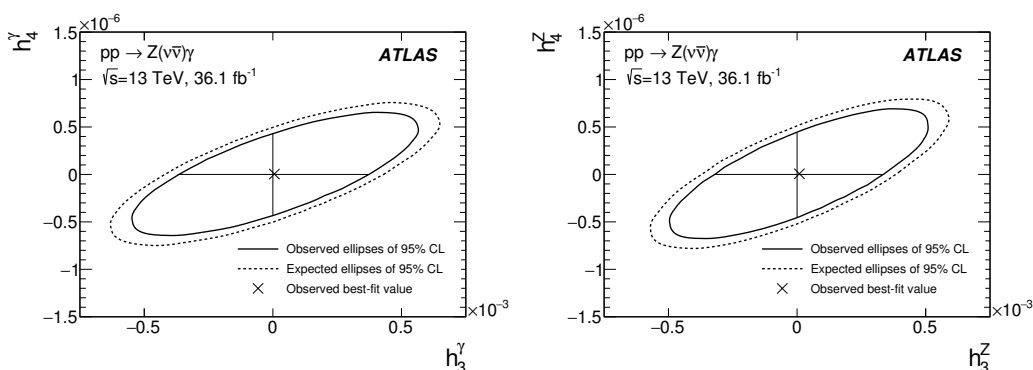 ×10⁻⁶
h₄^γ
pp → Z(νν̄)γ
ATLAS
√s=13 TeV, 36.1 fb⁻¹
1.5
1
0.5
0
−0.5
−1
−1.5
Observed ellipses of 95% CL
Expected ellipses of 95% CL
Observed best-fit value
−0.5
0
0.5
×10⁻³
h₃^γ
×10⁻⁶
h₄^Z
pp → Z(νν̄)γ
ATLAS
√s=13 TeV, 36.1 fb⁻¹
1.5
1
0.5
0
−0.5
−1
−1.5
Observed ellipses of 95% CL
Expected ellipses of 95% CL
Observed best-fit value
−0.5
0
0.5
×10⁻³
h₃^Z